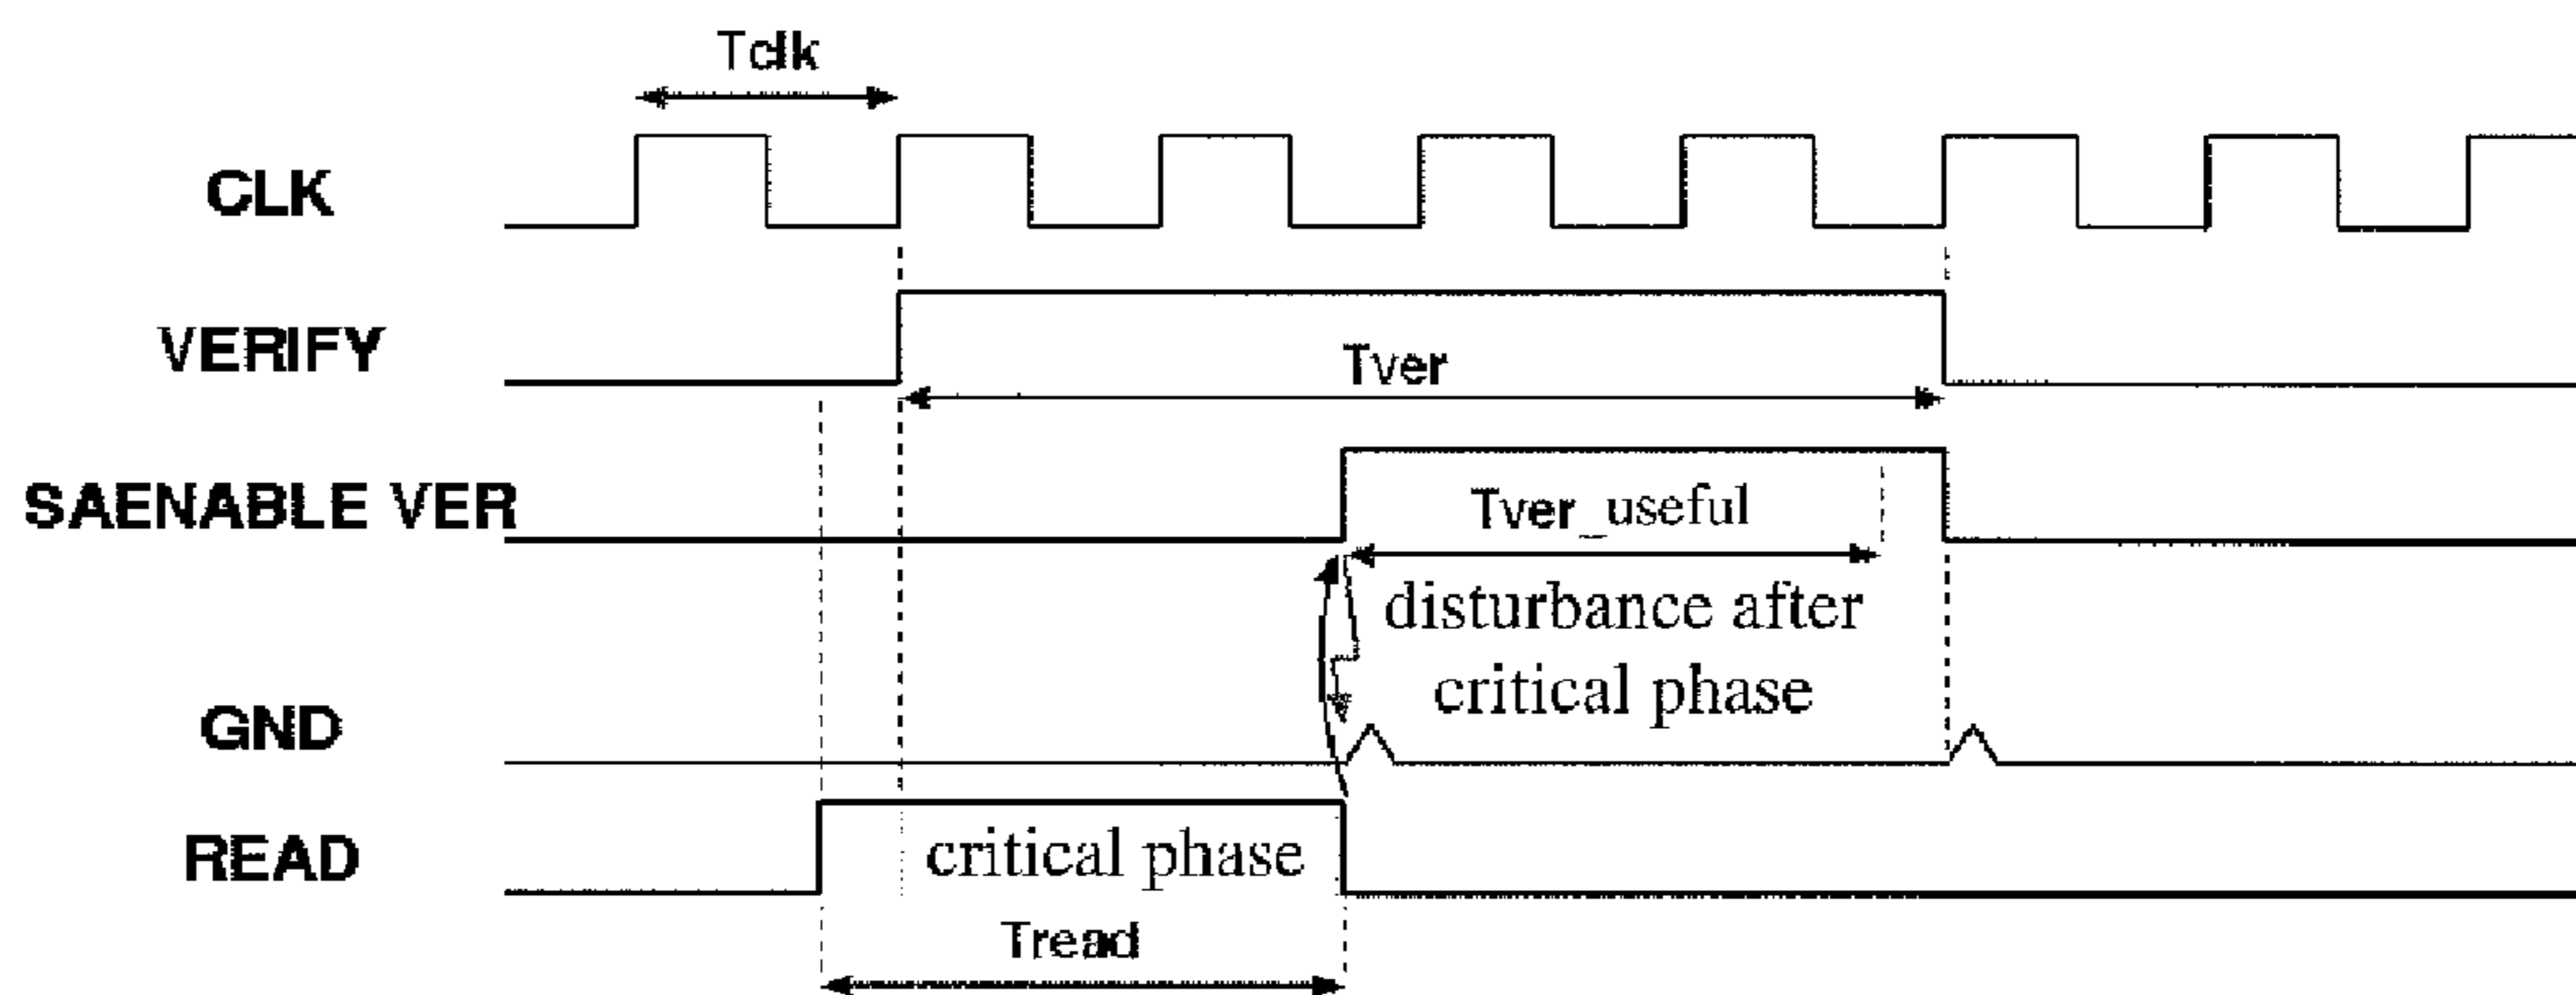 Tclk
CLK
VERIFY
Tver
SAENABLE VER
Tver_useful
disturbance after
critical phase
GND
READ
critical phase
Tread